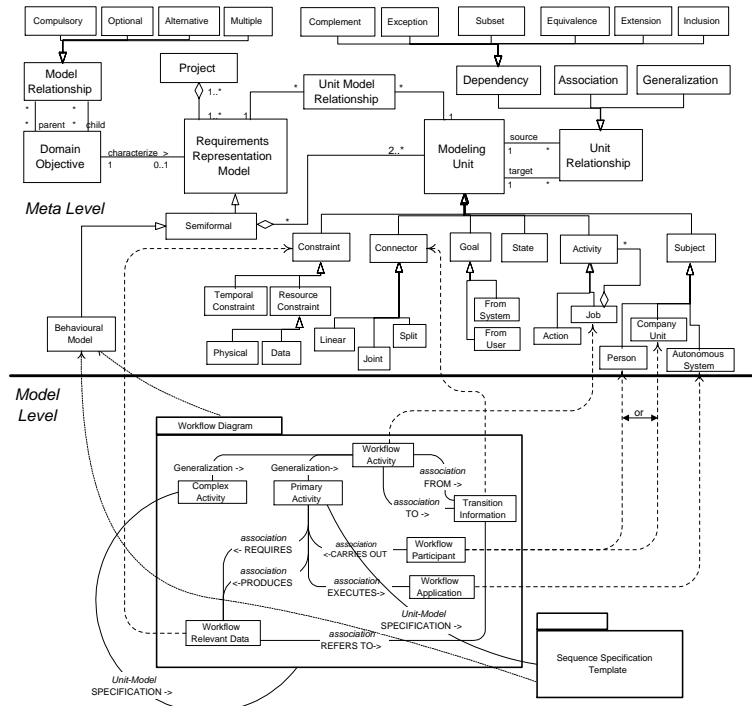 Compulsory
Optional
Alternative
Multiple
Complement
Exception
Subset
Equivalence
Extension
Inclusion
Model
Relationship
Project
Unit Model
Relationship
Dependency
Association
Generalization
*
*
1..*
*
*
*
parent
*
child
1..*
1
1
Domain
Objective
characterize >
1
0..1
Requirements
Representation
Model
2..*
Modeling
Unit
source
1
*
target
1
*
Unit
Relationship
Meta Level
Semiformal
*
Constraint
Connector
Goal
State
Activity
*
Subject
Temporal
Constraint
Resource
Constraint
From
System
Job
Company
Unit
Behavioural
Model
Physical
Data
Linear
Joint
Split
From
User
Action
Person
Autonomous
System
Model
Level
or
Workflow Diagram
Workflow
Activity
Generalization ->
Generalization->
association
FROM ->
Complex
Activity
Primary
Activity
association
TO ->
Transition
Information
association
<- REQUIRES
association
<-CARRIES OUT
Workflow
Participant
association
<-PRODUCES
association
EXECUTES->
Workflow
Application
Unit-Model
SPECIFICATION ->
Workflow
Relevant Data
association
REFERS TO->
Sequence Specification
Template
Unit-Model
SPECIFICATION ->